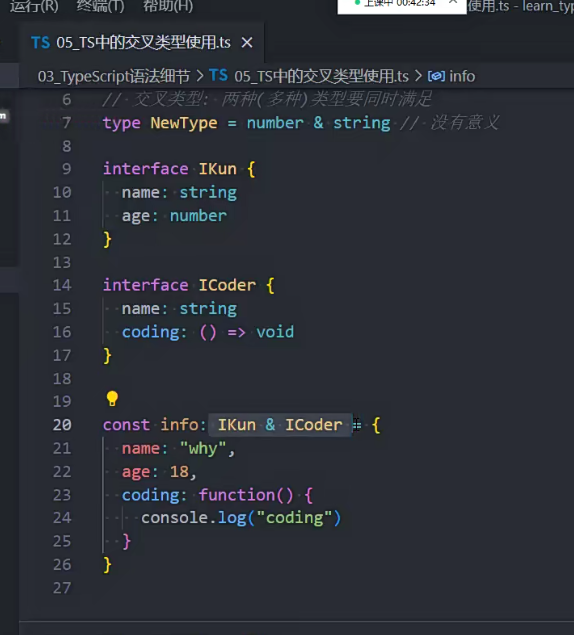 运行(R) 终端(T) 帮助(H)
上课中 00:42:34
使用.ts - learn_typ
TS 05_TS中的交叉类型使用.ts ×
03_TypeScript语法细节 > TS 05_TS中的交叉类型使用.ts > info
6 // 交叉类型: 两种(多种)类型要同时满足
7 type NewType = number & string // 没有意义
8
9 interface IKun {
10 name: string
11 age: number
12 }
13
14 interface ICoder {
15 name: string
16 coding: () => void
17 }
18
19
20 const info: IKun & ICoder = {
21 name: "why",
22 age: 18,
23 coding: function() {
24 console.log("coding")
25 }
26 }
27